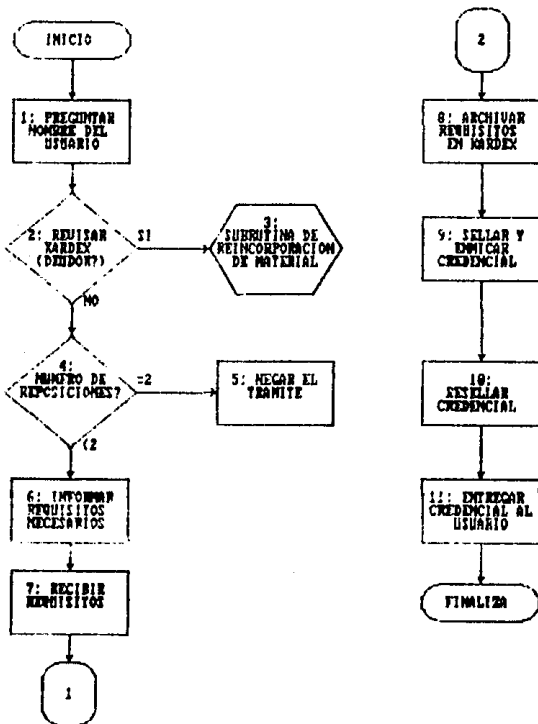 INICIO
1: PREGUNTAR
NOMBRE DEL
USUARIO
2: REVISAR
KARDEX
(DEUDOR?)
SI
3:
SUBRUTINA DE
REINCORPORACION
DE MATERIAL
NO
4:
NUMERO DE
REPOSICIONES?
=2
5: NEGAR EL
TRAMITE
<2
6: INFORMAR
REQUISITOS
NECESARIOS
7: RECIBIR
REQUISITOS
1
2
8: ARCHIVAR
REQUISITOS
EN KARDEX
9: SELLAR Y
ENMICAR
CREDENCIAL
10:
RESELLAR
CREDENCIAL
11: ENTREGAR
CREDENCIAL AL
USUARIO
FINALIZA